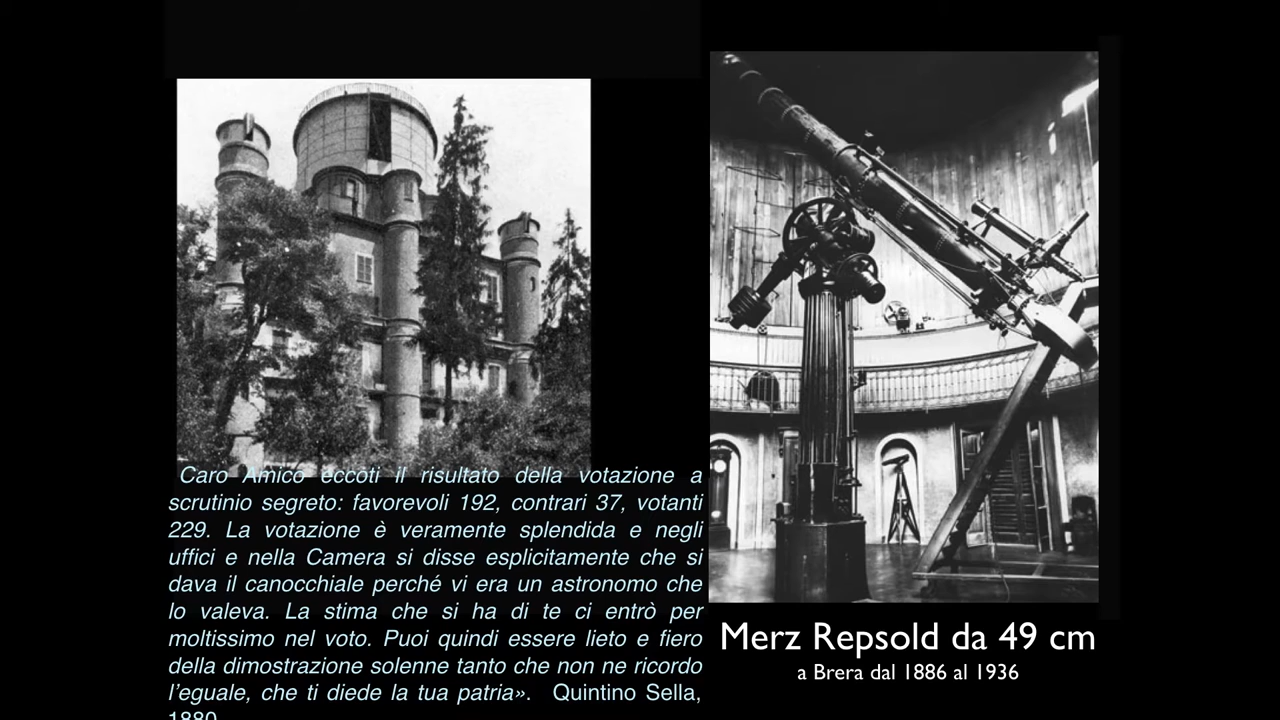 Caro Amico eccoti il risultato della votazione a
scrutinio segreto: favorevoli 192, contrari 37, votanti
229. La votazione è veramente splendida e negli
uffici e nella Camera si disse esplicitamente che si
dava il canocchiale perché vi era un astronomo che
lo valeva. La stima che si ha di te ci entrò per
moltissimo nel voto. Puoi quindi essere lieto e fiero
della dimostrazione solenne tanto che non ne ricordo
l'eguale, che ti diede la tua patria». Quintino Sella,
1880
Merz Repsold da 49 cm
a Brera dal 1886 al 1936